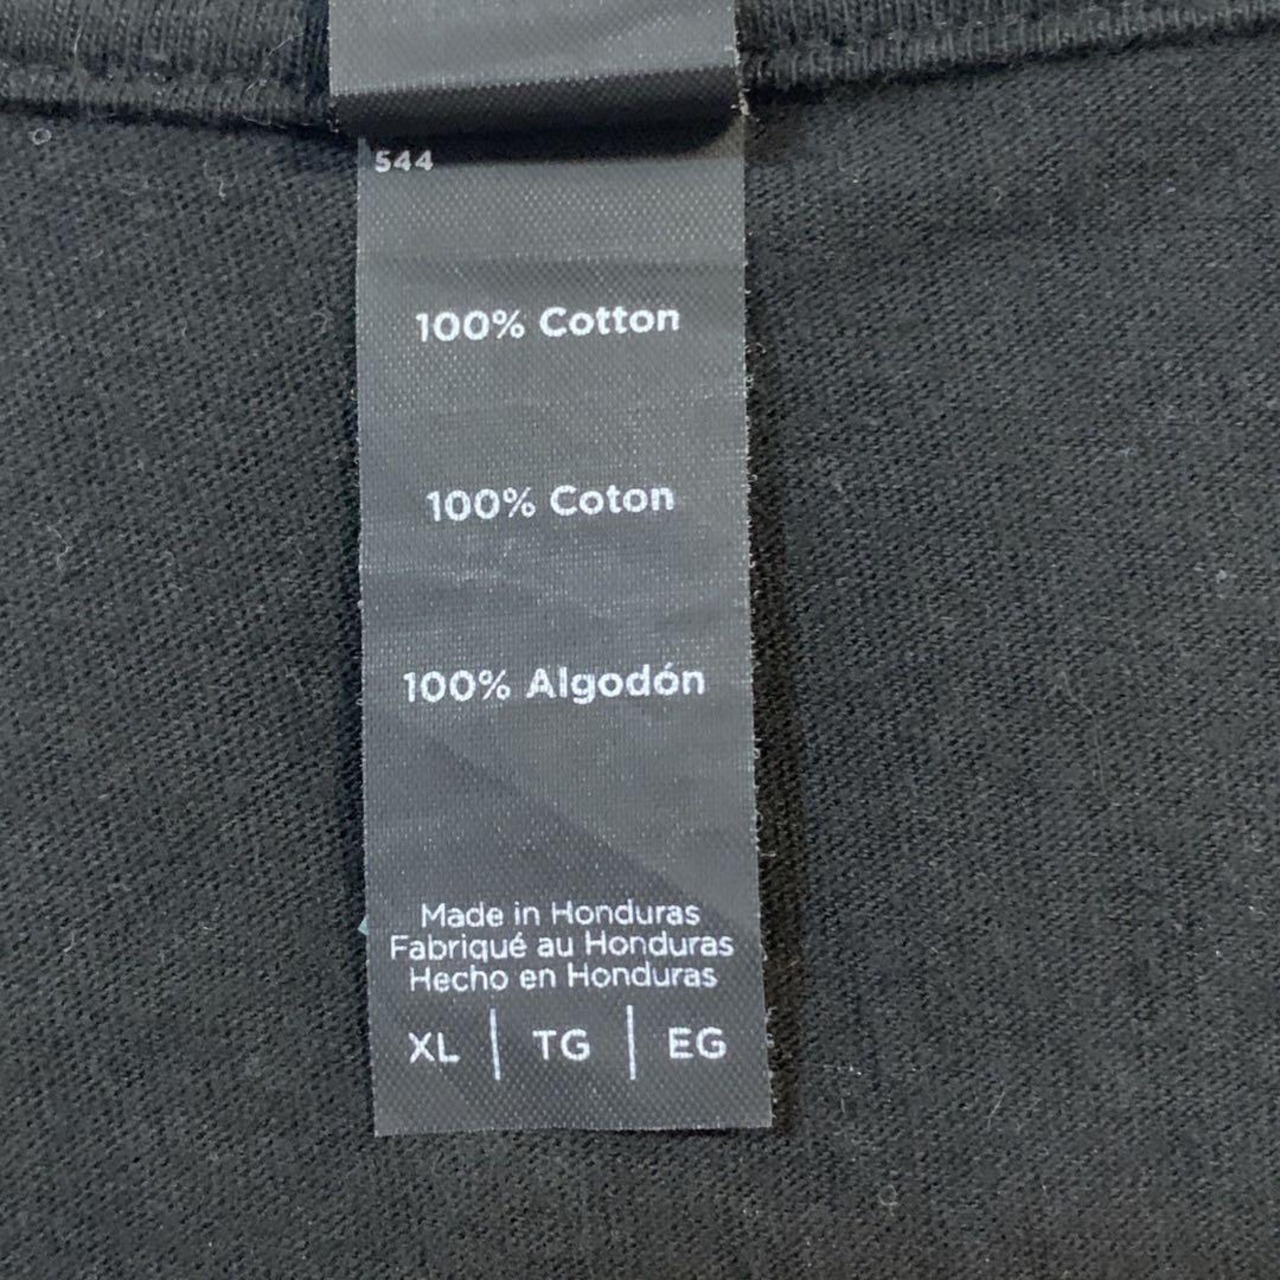 544
100% Cotton
100% Coton
100% Algodón
Made in Honduras
Fabriqué au Honduras
Hecho en Honduras
XL | TG | EG